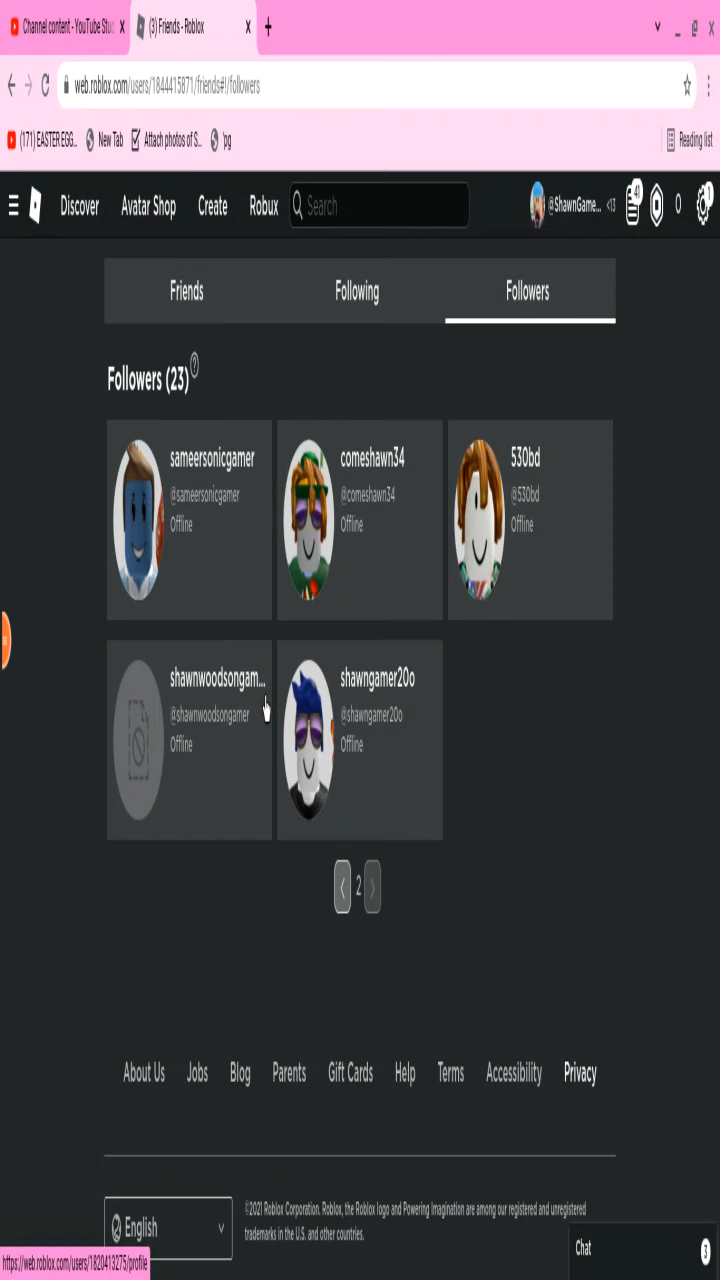 Channel content - YouTube Stu
(3) Friends - Roblox
web.roblox.com/users/1844415871/friends#!/followers
(171) EASTER EGG...
New Tab
Attach photos of S...
'pg
Reading list
Discover
Avatar Shop
Create
Robux
Search
@ShawnGame...
<13
41
0
1
Friends
Following
Followers
Followers (23)
?
sameersonicgamer
@sameersonicgamer
Offline
comeshawn34
@comeshawn34
Offline
530bd
@530bd
Offline
shawnwoodsongam...
@shawnwoodsongamer
Offline
shawngamer20o
@shawngamer20o
Offline
2
About Us
Jobs
Blog
Parents
Gift Cards
Help
Terms
Accessibility
Privacy
English
©2021 Roblox Corporation. Roblox, the Roblox logo and Powering Imagination are among our registered and unregistered
trademarks in the U.S. and other countries.
Chat
3
https://web.roblox.com/users/1820413275/profile